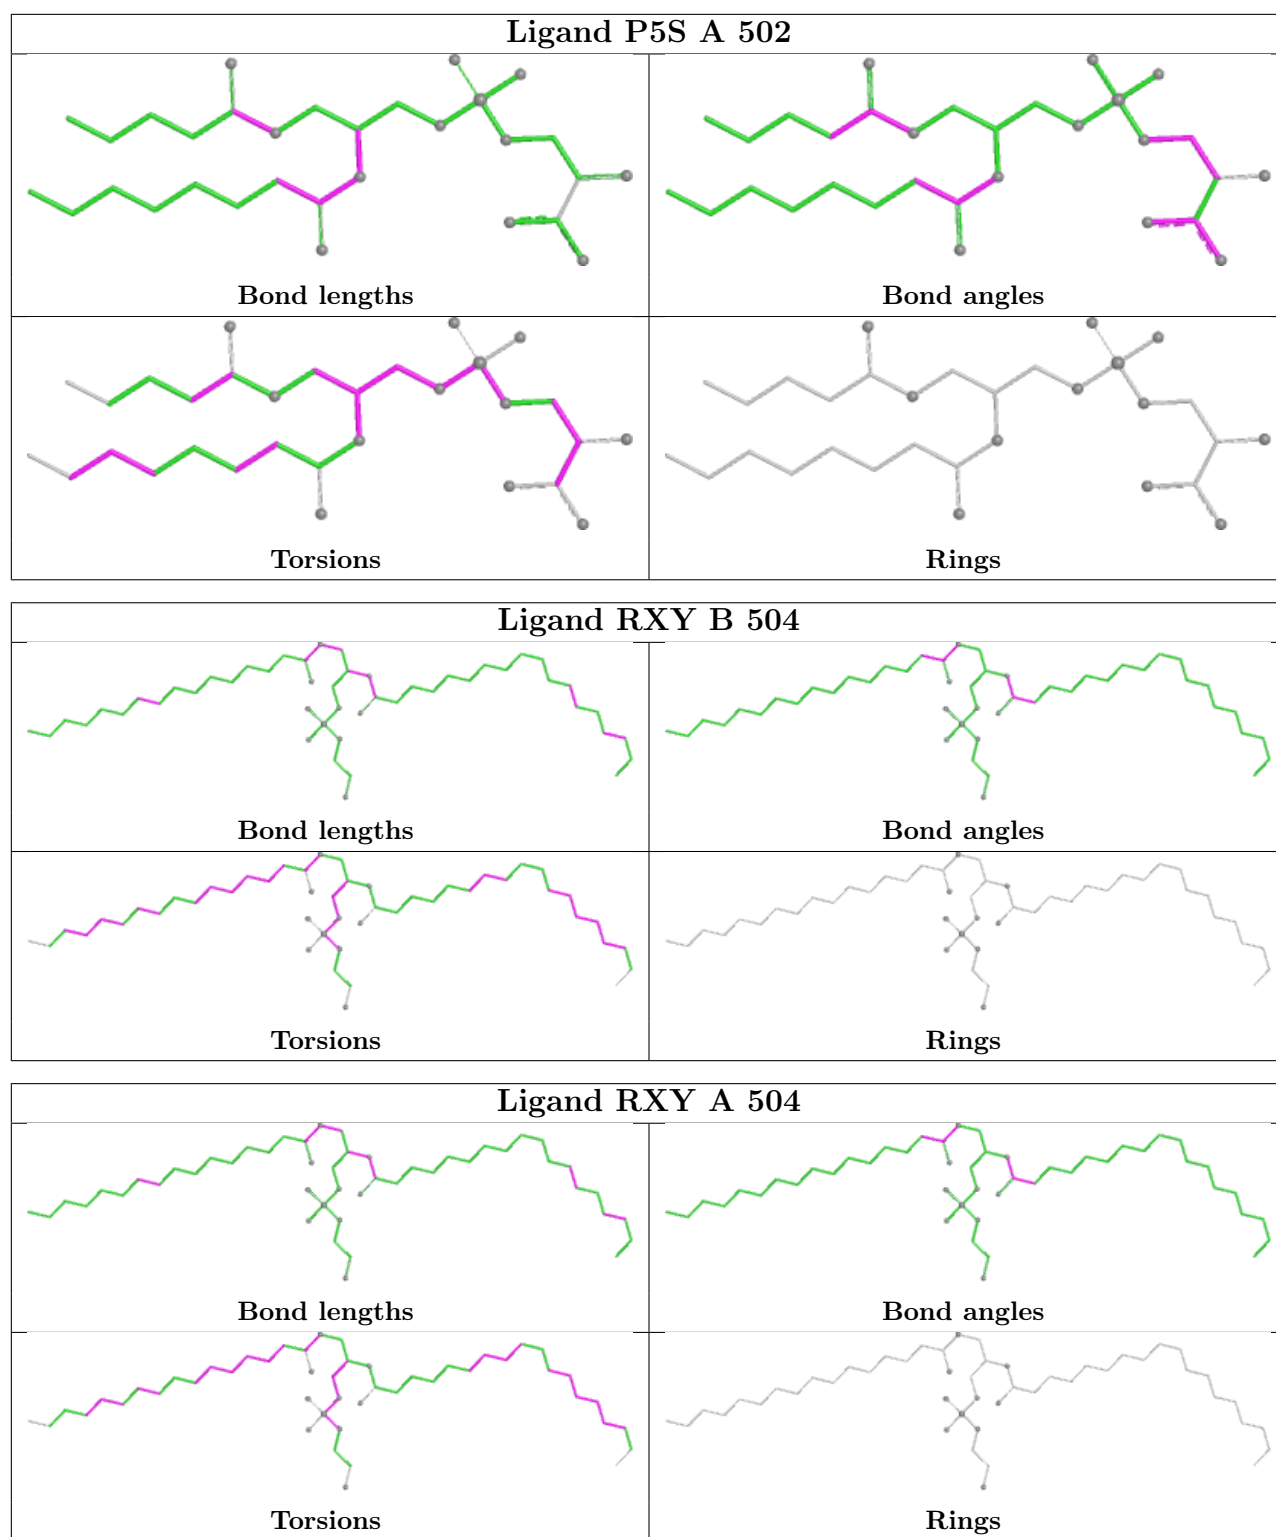 Ligand P5S A 502
Bond lengths
Bond angles
Torsions
Rings
Ligand RXY B 504
Bond lengths
Bond angles
Torsions
Rings
Ligand RXY A 504
Bond lengths
Bond angles
Torsions
Rings